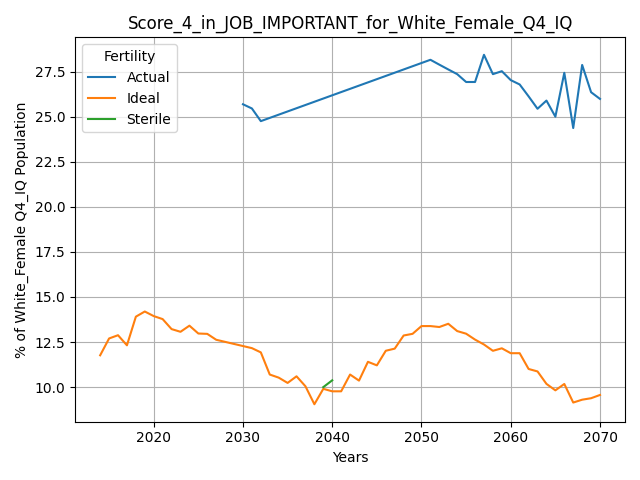 Score_4_in_JOB_IMPORTANT_for_White_Female_Q4_IQ
Fertility
Actual
Ideal
Sterile
% of White_Female Q4_IQ Population
27.5
25.0
22.5
20.0
17.5
15.0
12.5
10.0
2020 2030 2040 2050 2060 2070
Years